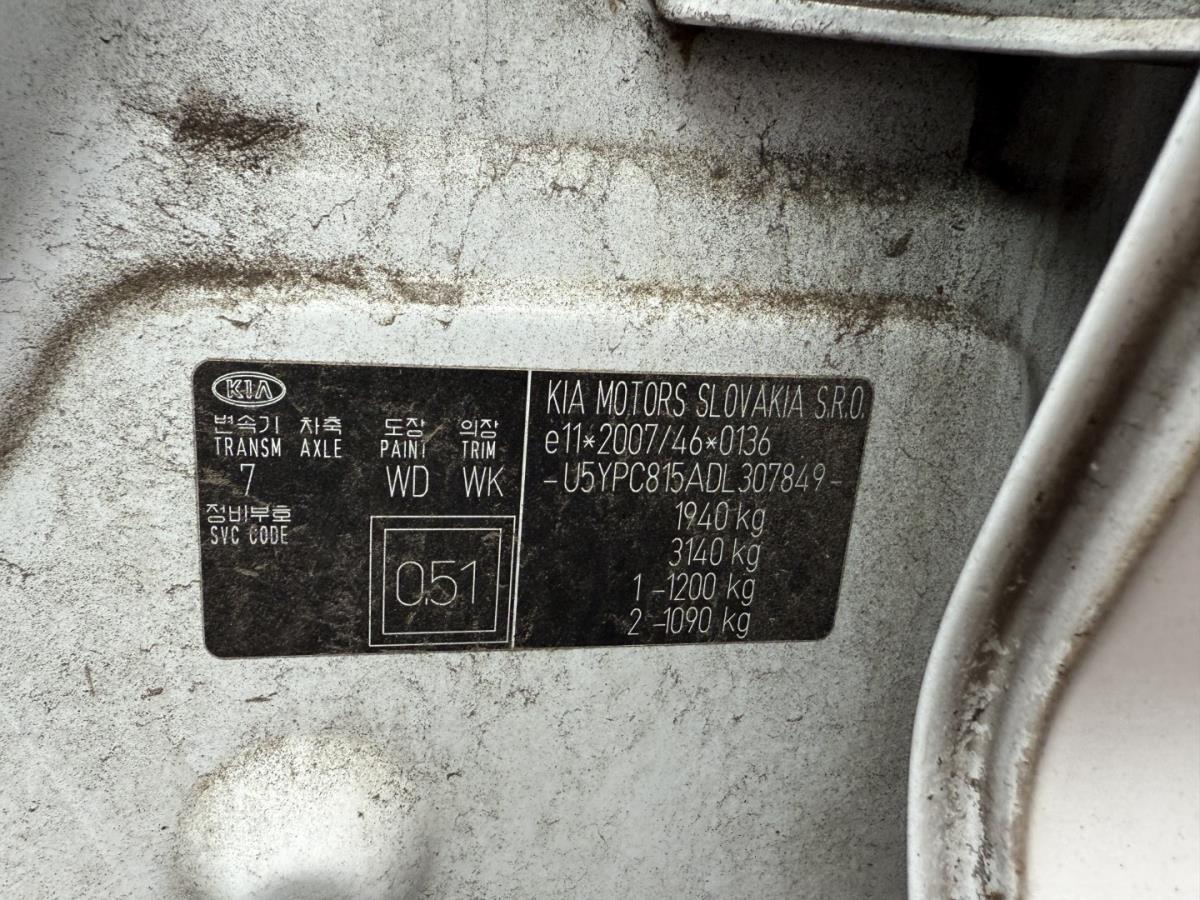 KIA
변속기 차축 도장 의장
TRANSM AXLE PAINT TRIM
7 WD WK
정비부호
SVC CODE
0.51
KIA MOTORS SLOVAKIA S.R.O.
e11*2007/46*0136
-U5YPC815ADL307849-
1940 kg
3140 kg
1 -1200 kg
2 -1090 kg